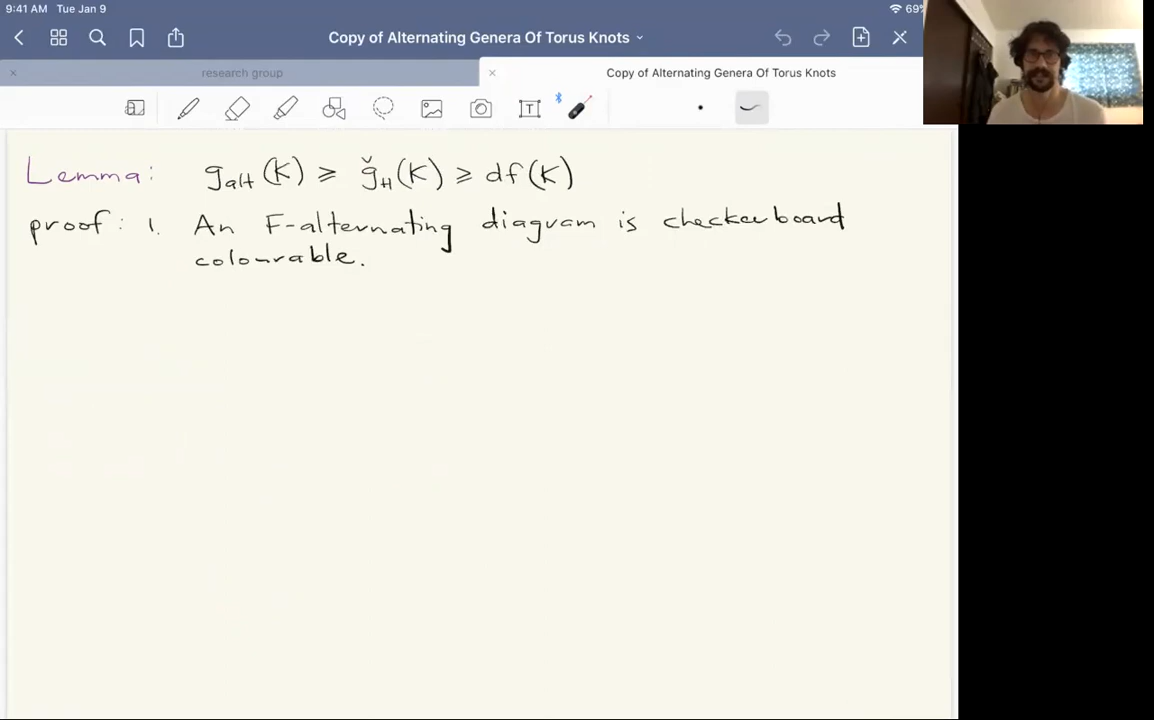 9:41 AM Tue Jan 9
69%
Copy of Alternating Genera Of Torus Knots
research group
Copy of Alternating Genera Of Torus Knots
T
Lemma: g_alt(K) ⩾ ǧ_H(K) ⩾ df(K)
proof: 1. An F-alternating diagram is checkerboard
colourable.